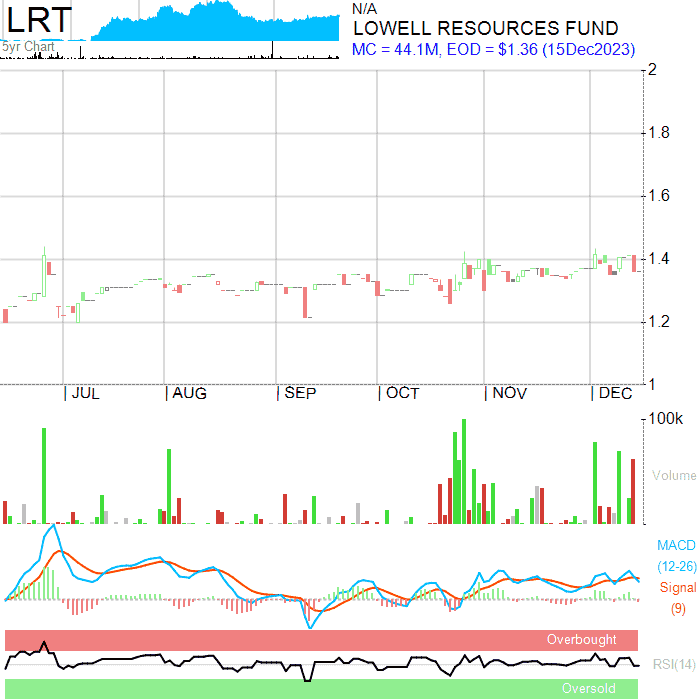 LRT
5yr Chart
N/A
LOWELL RESOURCES FUND
MC = 44.1M, EOD = $1.36 (15Dec2023)
2
1.8
1.6
1.4
1.2
1
JUL AUG SEP OCT NOV DEC
100k
Volume
MACD
(12-26)
Signal
(9)
Overbought
RSI(14)
Oversold